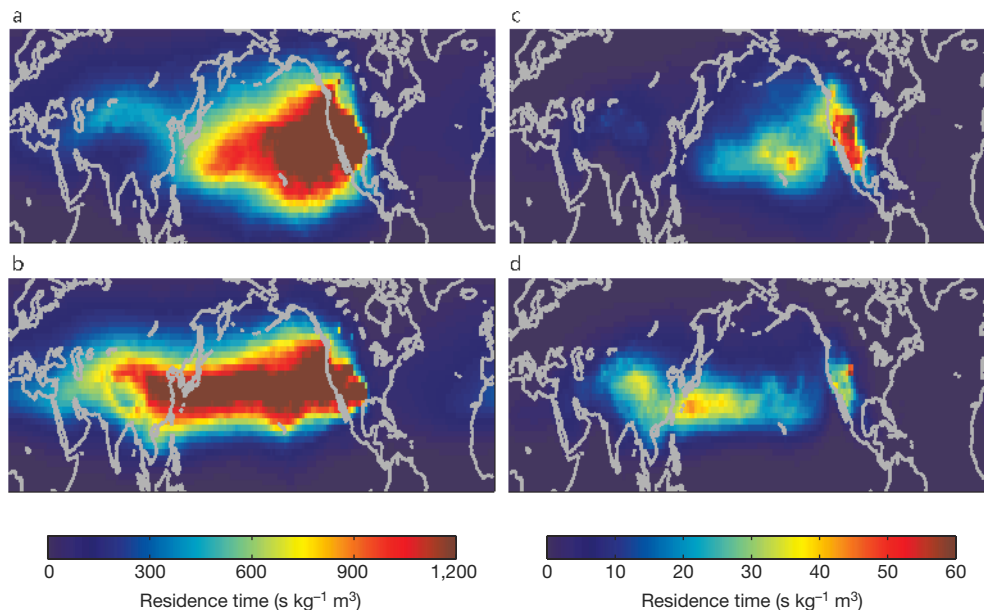 a
c
b
d
0 300 600 900 1,200
Residence time (s kg⁻¹ m³)
0 10 20 30 40 50 60
Residence time (s kg⁻¹ m³)